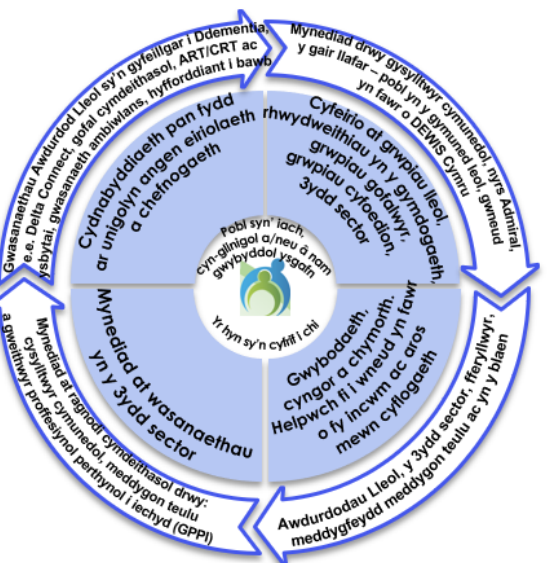 Gwasanaethau Awdurdod Lleol sy'n gyfeillgar i Ddementia,
e.e. Delta Connect, gofal cymdeithasol, ART/CRT ac
ysbytai, gwasanaeth ambiwlans, hyfforddiant i bawb
Mynediad drwy gysylltwyr cymunedol, nyrs Admiral,
y gair llafar – pobl yn y gymuned leol, gwneud
yn fawr o DEWIS Cymru
Cydnabyddiaeth pan fydd
ar unigolyn angen eiriolaeth
a chefnogaeth
Cyfeirio at grwpiau lleol,
rhwydweithiau yn y gymdogaeth,
grwpiau gofalwyr,
grwpiau cyfoedion,
3ydd sector
Pobl syn' iach,
cyn-glinigol a/neu â nam
gwybyddol ysgafn
Yr hyn sy'n cyfrif i chi
Mynediad at wasanaethau
yn y 3ydd sector
Gwybodaeth,
cyngor a chymorth.
Helpwch fi i wneud yn fawr
o fy incwm ac aros
mewn cyflogaeth
Mynediad at ragnodi cymdeithasol drwy:
cysylltwyr cymunedol, meddygon teulu
a gweithwyr proffesiynol perthynol i iechyd (GPPI)
Awdurdodau Lleol, y 3ydd sector, fferyllwyr,
meddygfeydd meddygon teulu ac yn y blaen